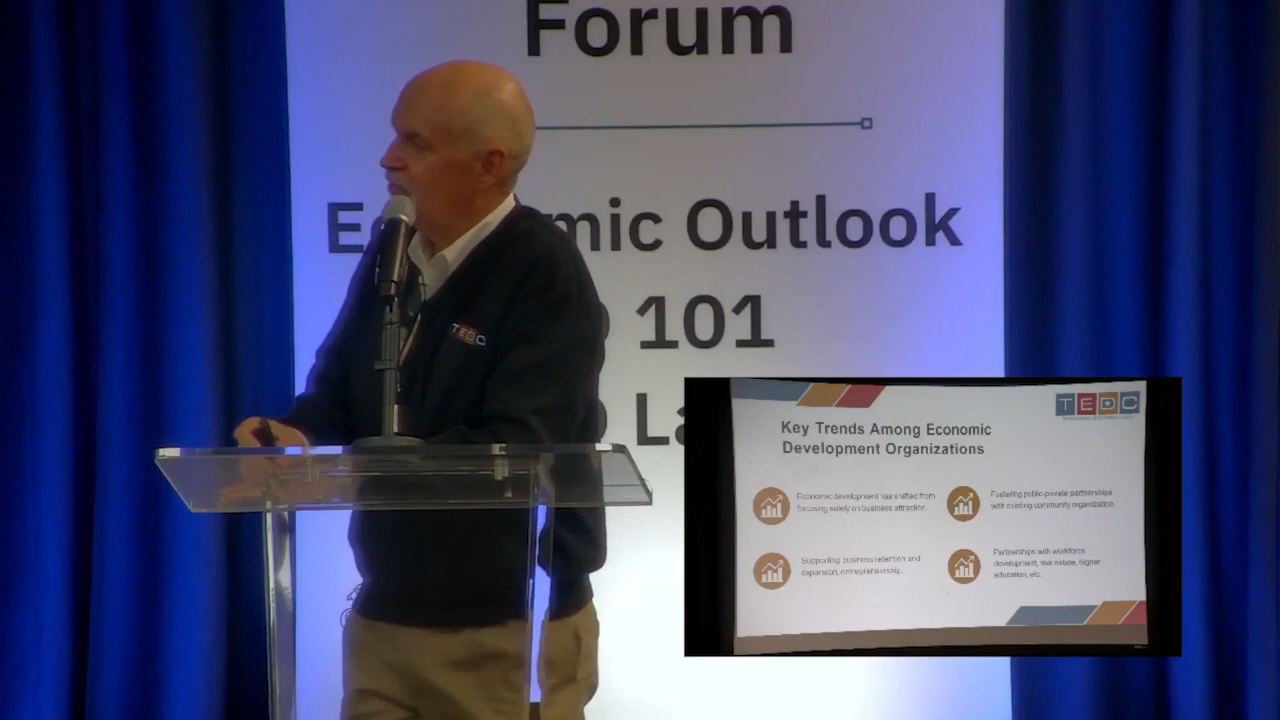 Forum
Outlook
101
TEDC
TEDC
Key Trends Among Economic
Development Organizations
Economic development has shifted from
focusing solely on business attraction.
Fostering public-private partnerships
with existing community organization.
Supporting business retention and
expansion, entrepreneurship.
Partnerships with workforce
development, real estate, higher
education, etc.